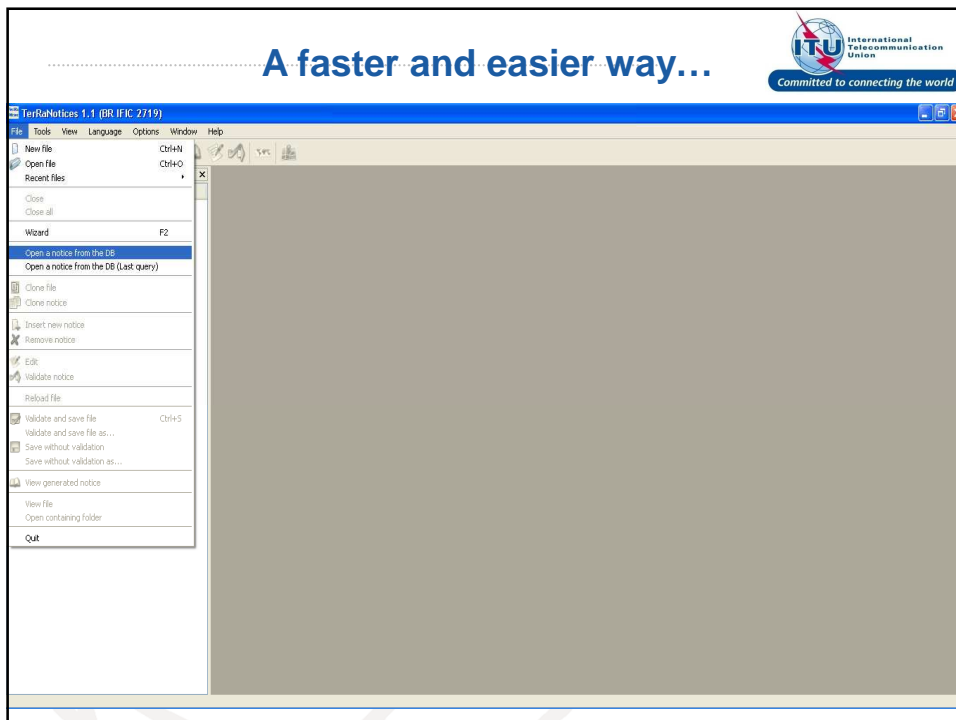 A faster and easier way…
ITU
International
Telecommunication
Union
Committed to connecting the world
TerRaNotices 1.1 (BR IFIC 2719)
File Tools View Language Options Window Help
New file Ctrl+N
Open file Ctrl+O
Recent files
Close
Close all
Wizard F2
Open a notice from the DB
Open a notice from the DB (Last query)
Clone file
Clone notice
Insert new notice
Remove notice
Edit
Validate notice
Reload file
Validate and save file Ctrl+S
Validate and save file as...
Save without validation
Save without validation as...
View generated notice
View file
Open containing folder
Quit